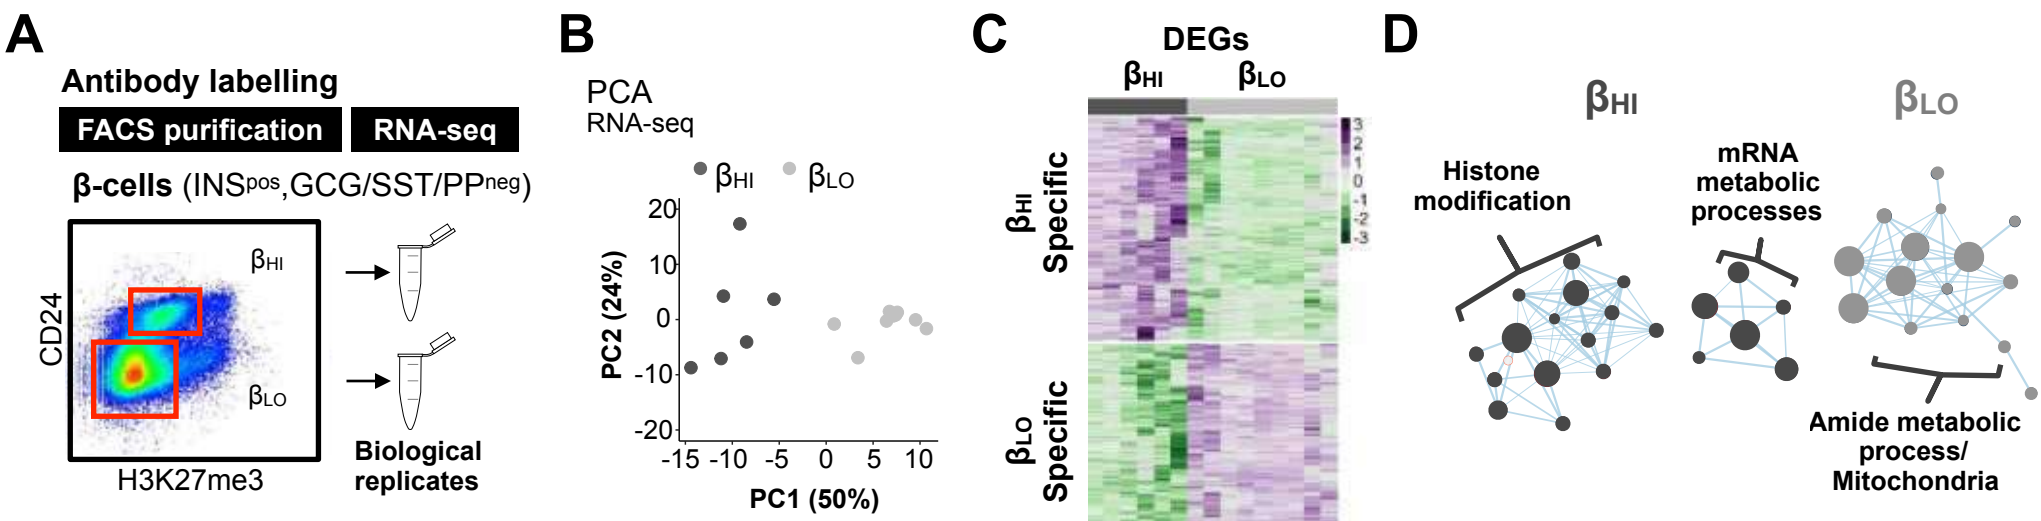 A
Antibody labelling
FACS purification
RNA-seq
β-cells (INSpos,GCG/SST/PPneg)
CD24
βHI
βLO
H3K27me3
Biological
replicates
B
PCA
RNA-seq
βHI
βLO
PC2 (24%)
20
10
0
-10
-20
-15 -10 -5 0 5 10
PC1 (50%)
C
DEGs
βHI
βLO
βHI
Specific
βLO
Specific
3
2
1
0
-1
-2
-3
D
βHI
βLO
Histone
modification
mRNA
metabolic
processes
Amide metabolic
process/
Mitochondria